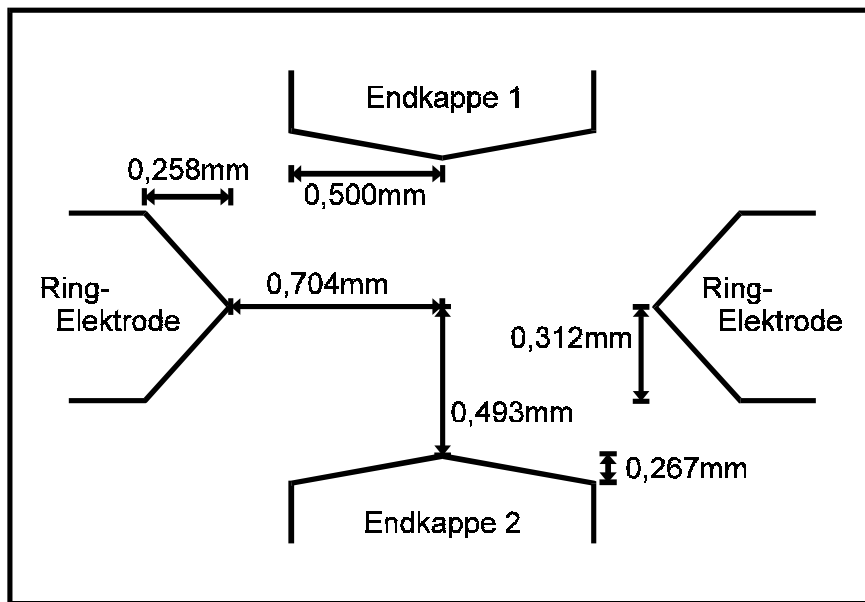 Endkappe 1
0,258mm
0,500mm
Ring-
Elektrode
0,704mm
Ring-
Elektrode
0,312mm
0,493mm
0,267mm
Endkappe 2